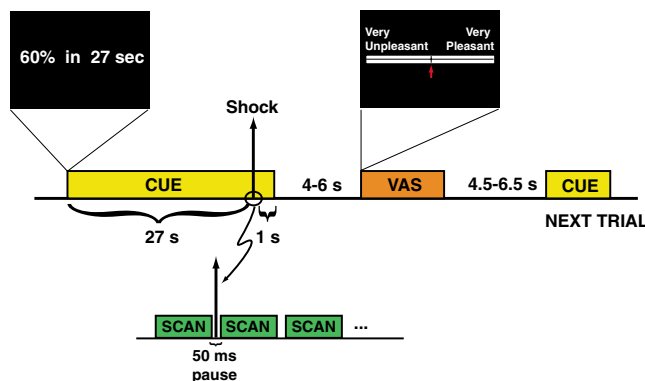 60% in 27 sec
Very Very
Unpleasant Pleasant
Shock
CUE
4-6 s
VAS
4.5-6.5 s
CUE
27 s
1 s
NEXT TRIAL
SCAN SCAN SCAN ...
50 ms
pause